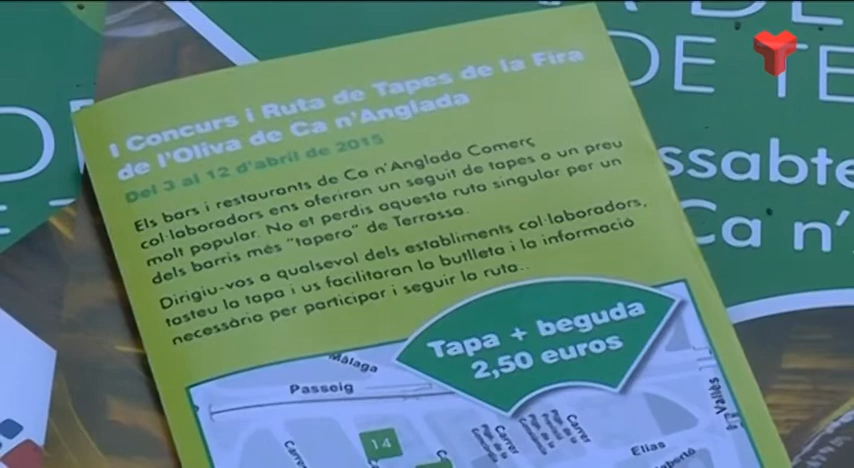 I Concurs i Ruta de Tapes de la Fira
de l'Oliva de Ca n'Anglada
Del 3 al 12 d'abril de 2015
Els bars i restaurants de Ca n'Anglada Comerç
col·laboradors ens oferiran un seguit de tapes a un preu
molt popular. No et perdis aquesta ruta singular per un
dels barris més "tapero" de Terrassa.
Dirigiu-vos a qualsevol dels establiments col·laboradors,
tasteu la tapa i us facilitaran la butlleta i la informació
necessària per participar i seguir la ruta..
Tapa + beguda
2,50 euros
Màlaga
Passeig
14
Carrer
Carrer
Carrer
Elias
Vallès
DE TE
ssabte
Ca n'